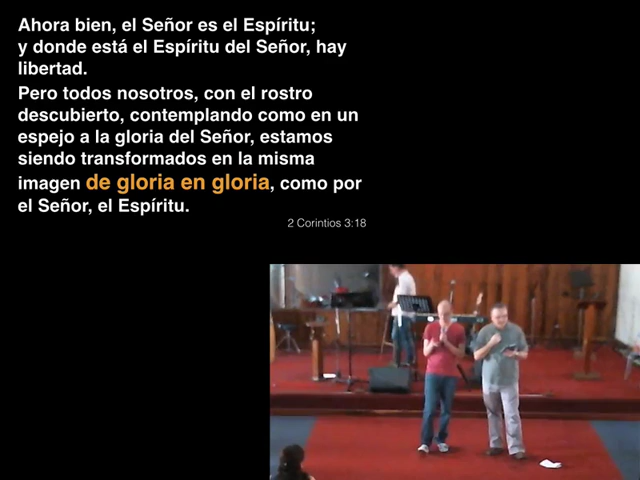 Ahora bien, el Señor es el Espíritu;
y donde está el Espíritu del Señor, hay
libertad.
Pero todos nosotros, con el rostro
descubierto, contemplando como en un
espejo a la gloria del Señor, estamos
siendo transformados en la misma
imagen de gloria en gloria, como por
el Señor, el Espíritu.
2 Corintios 3:18